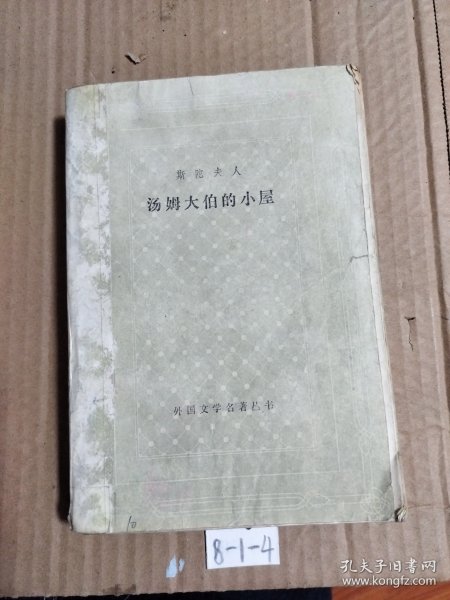 斯陀夫人
汤姆大伯的小屋
外国文学名著丛书
10
8-1-4
孔夫子旧书网
www.kongfz.com